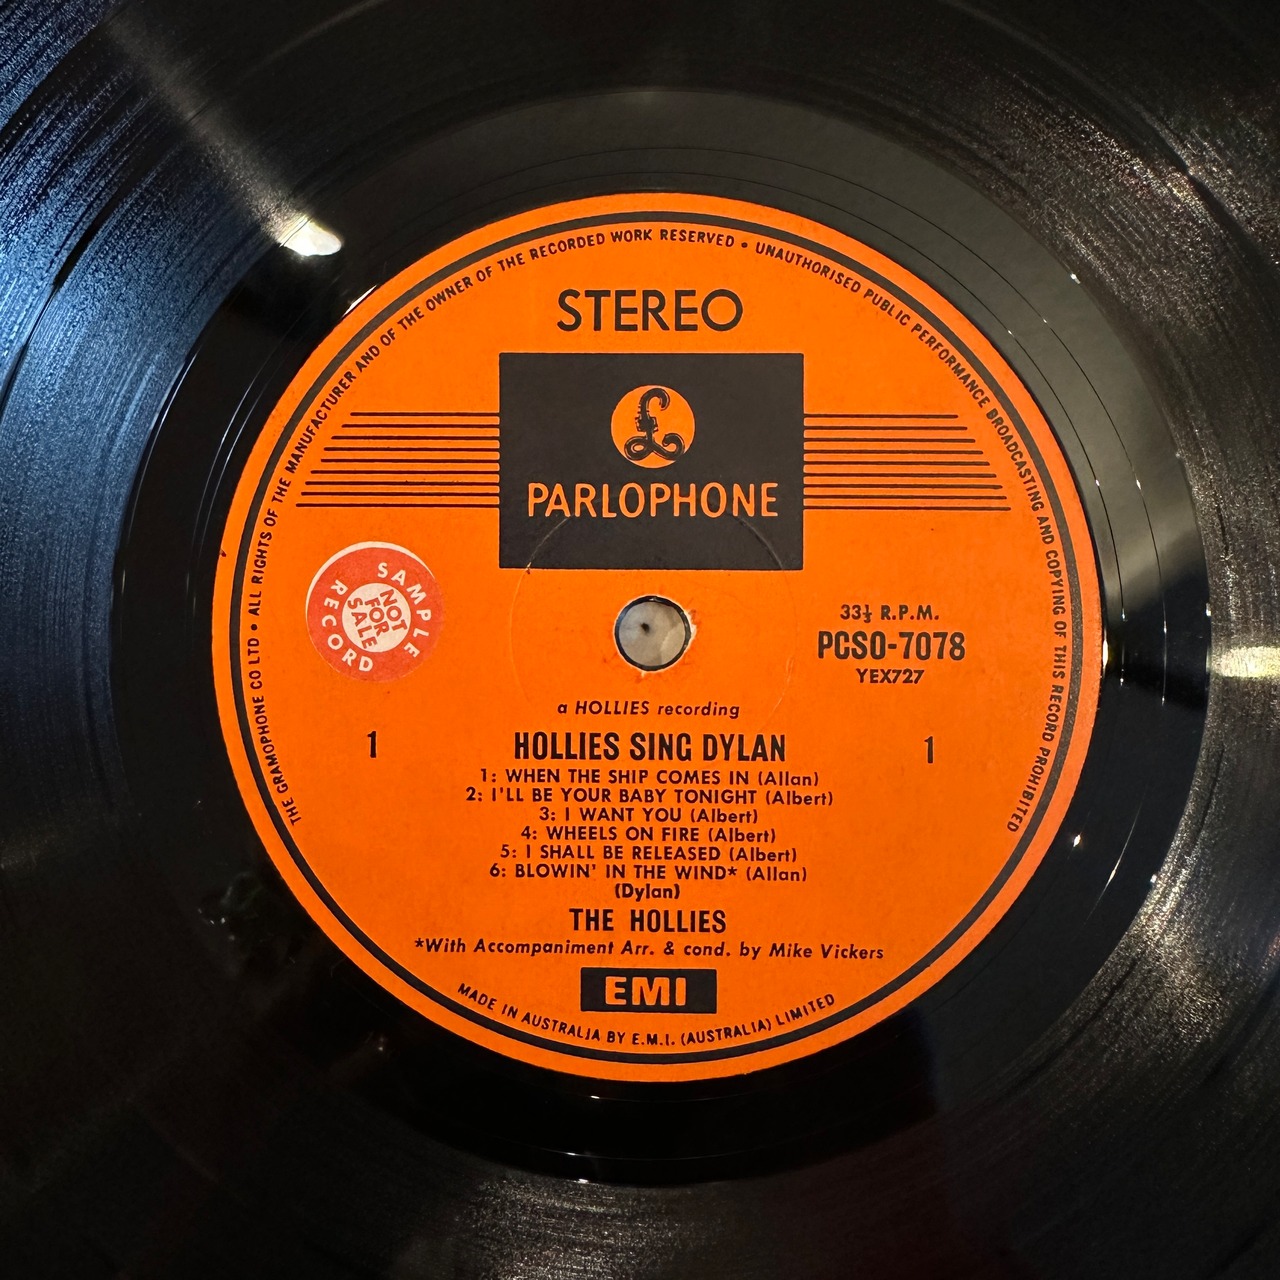 THE GRAMOPHONE CO LTD • ALL RIGHTS OF THE MANUFACTURER AND OF THE OWNER OF THE RECORDED WORK RESERVED • UNAUTHORISED PUBLIC PERFORMANCE BROADCASTING AND COPYING OF THIS RECORD PROHIBITED
STEREO
£
PARLOPHONE
SAMPLE
NOT
FOR
SALE
RECORD
33⅓ R.P.M.
PCSO-7078
YEX727
a HOLLIES recording
1
HOLLIES SING DYLAN
1
1: WHEN THE SHIP COMES IN (Allan)
2: I'LL BE YOUR BABY TONIGHT (Albert)
3: I WANT YOU (Albert)
4: WHEELS ON FIRE (Albert)
5: I SHALL BE RELEASED (Albert)
6: BLOWIN' IN THE WIND* (Allan)
(Dylan)
THE HOLLIES
*With Accompaniment Arr. & cond. by Mike Vickers
EMI
MADE IN AUSTRALIA BY E.M.I. (AUSTRALIA) LIMITED